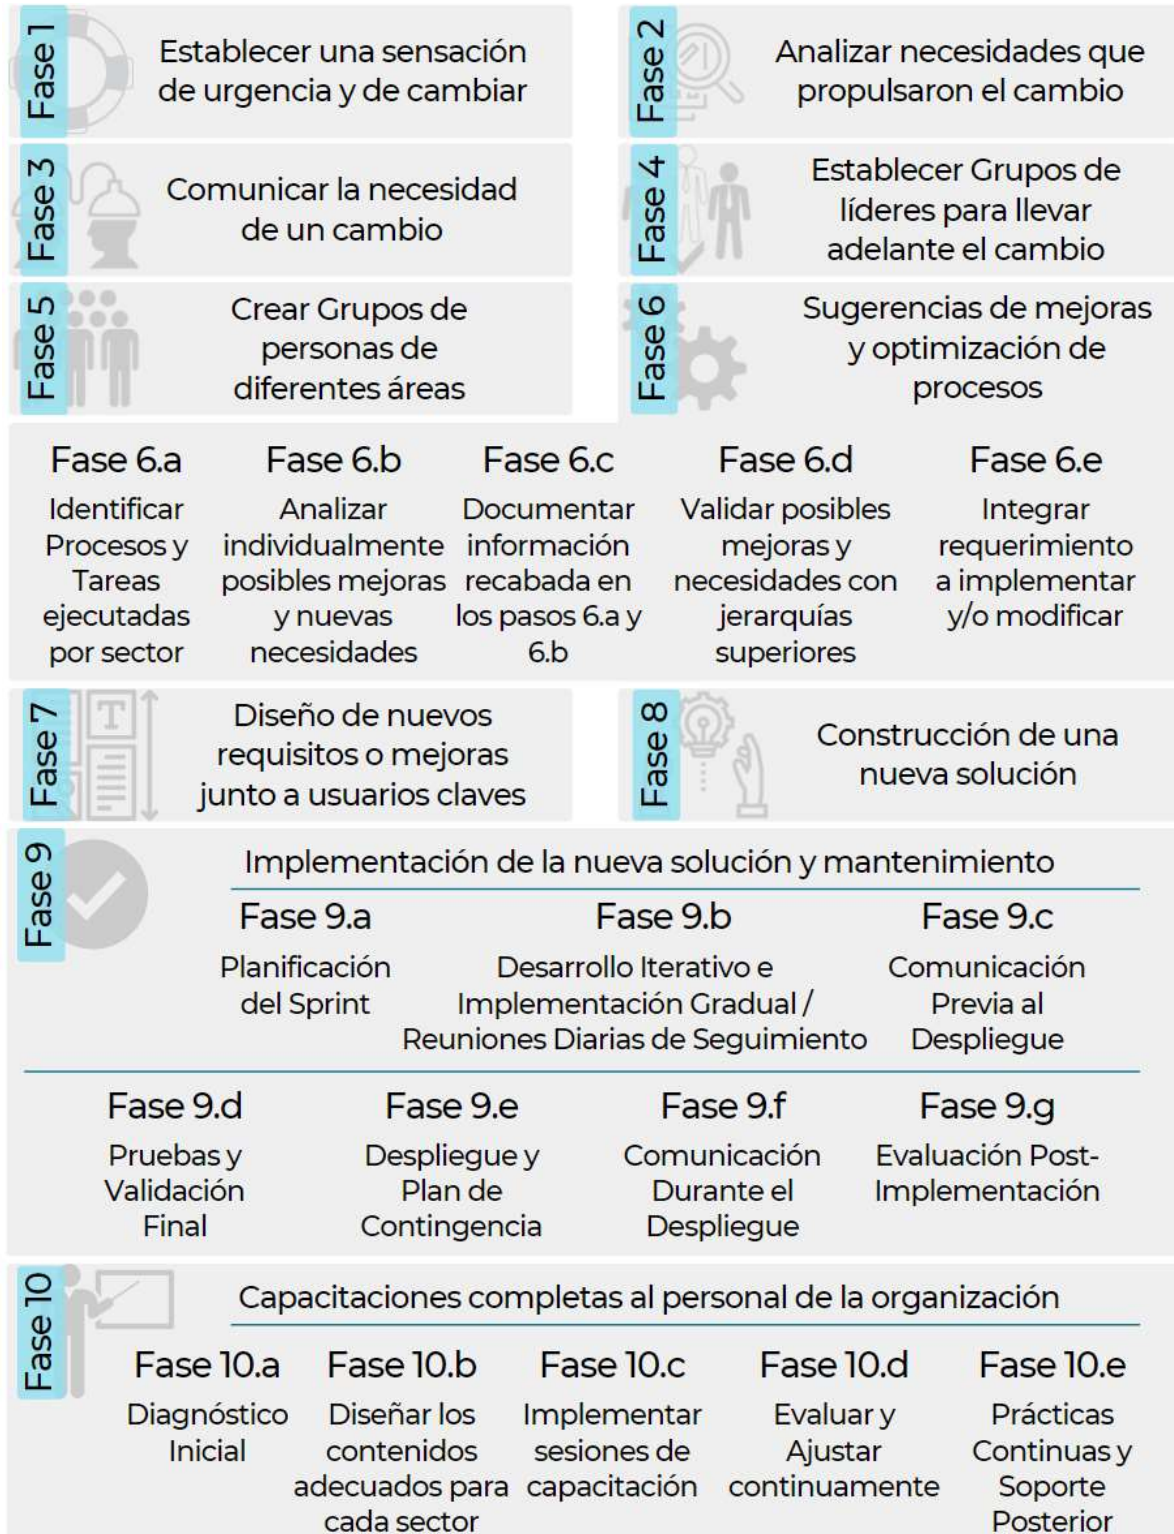 Fase 1
Establecer una sensación
de urgencia y de cambiar
Fase 2
Analizar necesidades que
propulsaron el cambio
Fase 3
Comunicar la necesidad
de un cambio
Fase 4
Establecer Grupos de
líderes para llevar
adelante el cambio
Fase 5
Crear Grupos de
personas de
diferentes áreas
Fase 6
Sugerencias de mejoras
y optimización de
procesos
Fase 6.a
Identificar
Procesos y
Tareas
ejecutadas
por sector
Fase 6.b
Analizar
individualmente
posibles mejoras
y nuevas
necesidades
Fase 6.c
Documentar
información
recabada en
los pasos 6.a y
6.b
Fase 6.d
Validar posibles
mejoras y
necesidades con
jerarquías
superiores
Fase 6.e
Integrar
requerimiento
a implementar
y/o modificar
Fase 7
T
Diseño de nuevos
requisitos o mejoras
junto a usuarios claves
Fase 8
Construcción de una
nueva solución
Fase 9
Implementación de la nueva solución y mantenimiento
Fase 9.a
Planificación
del Sprint
Fase 9.b
Desarrollo Iterativo e
Implementación Gradual /
Reuniones Diarias de Seguimiento
Fase 9.c
Comunicación
Previa al
Despliegue
Fase 9.d
Pruebas y
Validación
Final
Fase 9.e
Despliegue y
Plan de
Contingencia
Fase 9.f
Comunicación
Durante el
Despliegue
Fase 9.g
Evaluación Post-
Implementación
Fase 10
Capacitaciones completas al personal de la organización
Fase 10.a
Diagnóstico
Inicial
Fase 10.b
Diseñar los
contenidos
adecuados para
cada sector
Fase 10.c
Implementar
sesiones de
capacitación
Fase 10.d
Evaluar y
Ajustar
continuamente
Fase 10.e
Prácticas
Continuas y
Soporte
Posterior